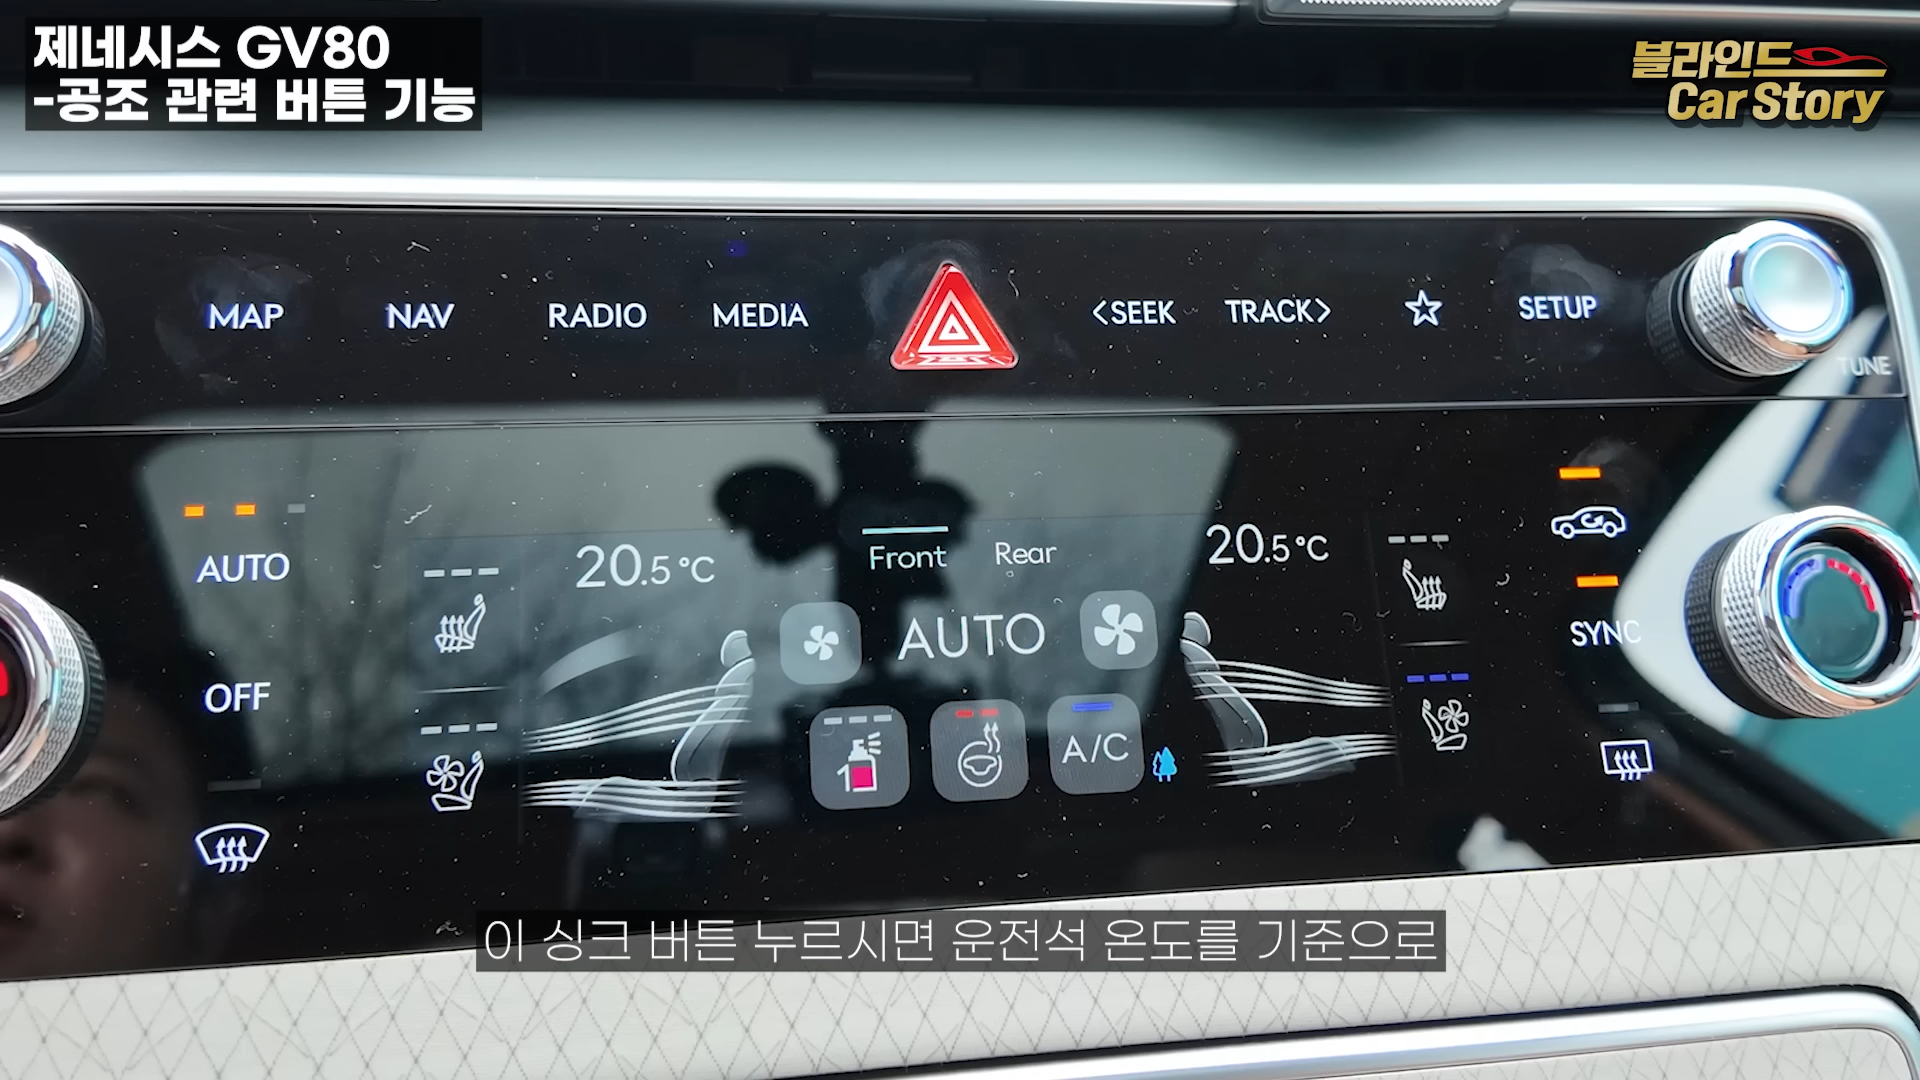 제네시스 GV80
-공조 관련 버튼 기능
블라인드
Car Story
MAP NAV RADIO MEDIA <SEEK TRACK> ☆ SETUP
TUNE
AUTO 20.5°C Front Rear 20.5°C
AUTO
SYNC
OFF
1 A/C
이 싱크 버튼 누르시면 운전석 온도를 기준으로